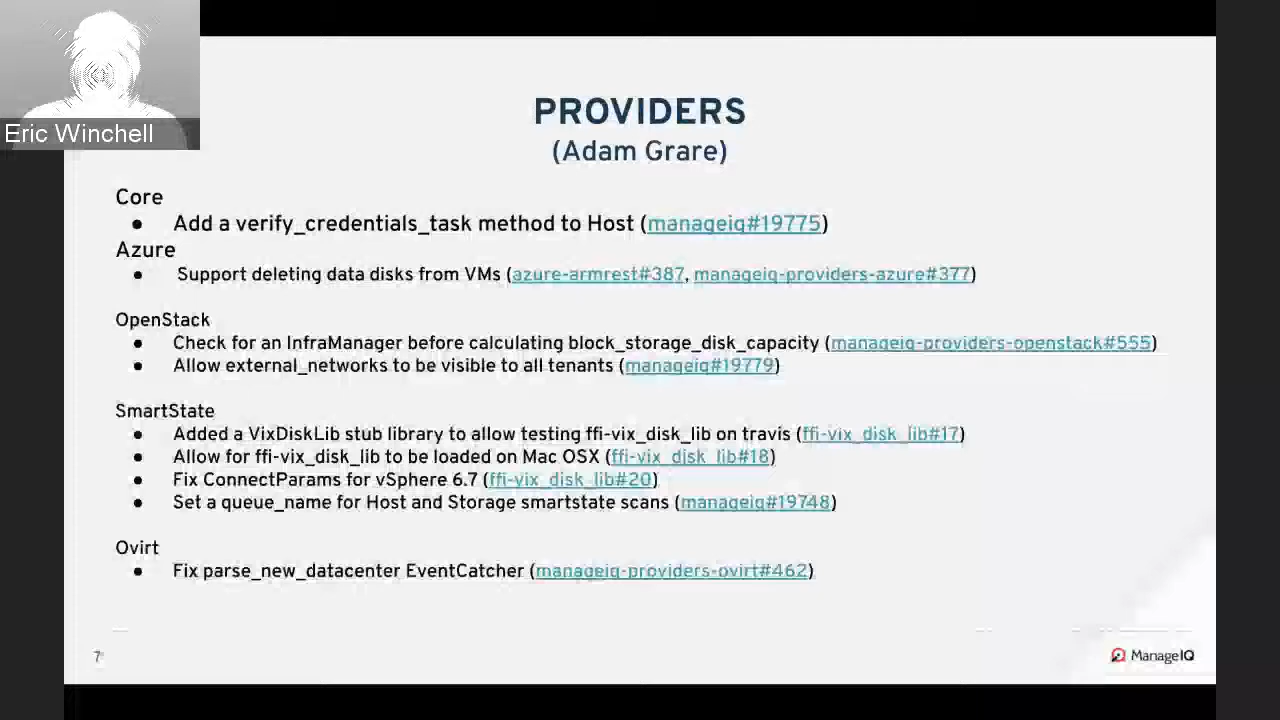 Eric Winchell
PROVIDERS
(Adam Grare)
Core
● Add a verify_credentials_task method to Host (manageiq#19775)
Azure
● Support deleting data disks from VMs (azure-armrest#387, manageiq-providers-azure#377)
OpenStack
● Check for an InfraManager before calculating block_storage_disk_capacity (manageiq-providers-openstack#555)
● Allow external_networks to be visible to all tenants (manageiq#19779)
SmartState
● Added a VixDiskLib stub library to allow testing ffi-vix_disk_lib on travis (ffi-vix_disk_lib#17)
● Allow for ffi-vix_disk_lib to be loaded on Mac OSX (ffi-vix_disk_lib#18)
● Fix ConnectParams for vSphere 6.7 (ffi-vix_disk_lib#20)
● Set a queue_name for Host and Storage smartstate scans (manageiq#19748)
Ovirt
● Fix parse_new_datacenter EventCatcher (manageiq-providers-ovirt#462)
7
ManageIQ